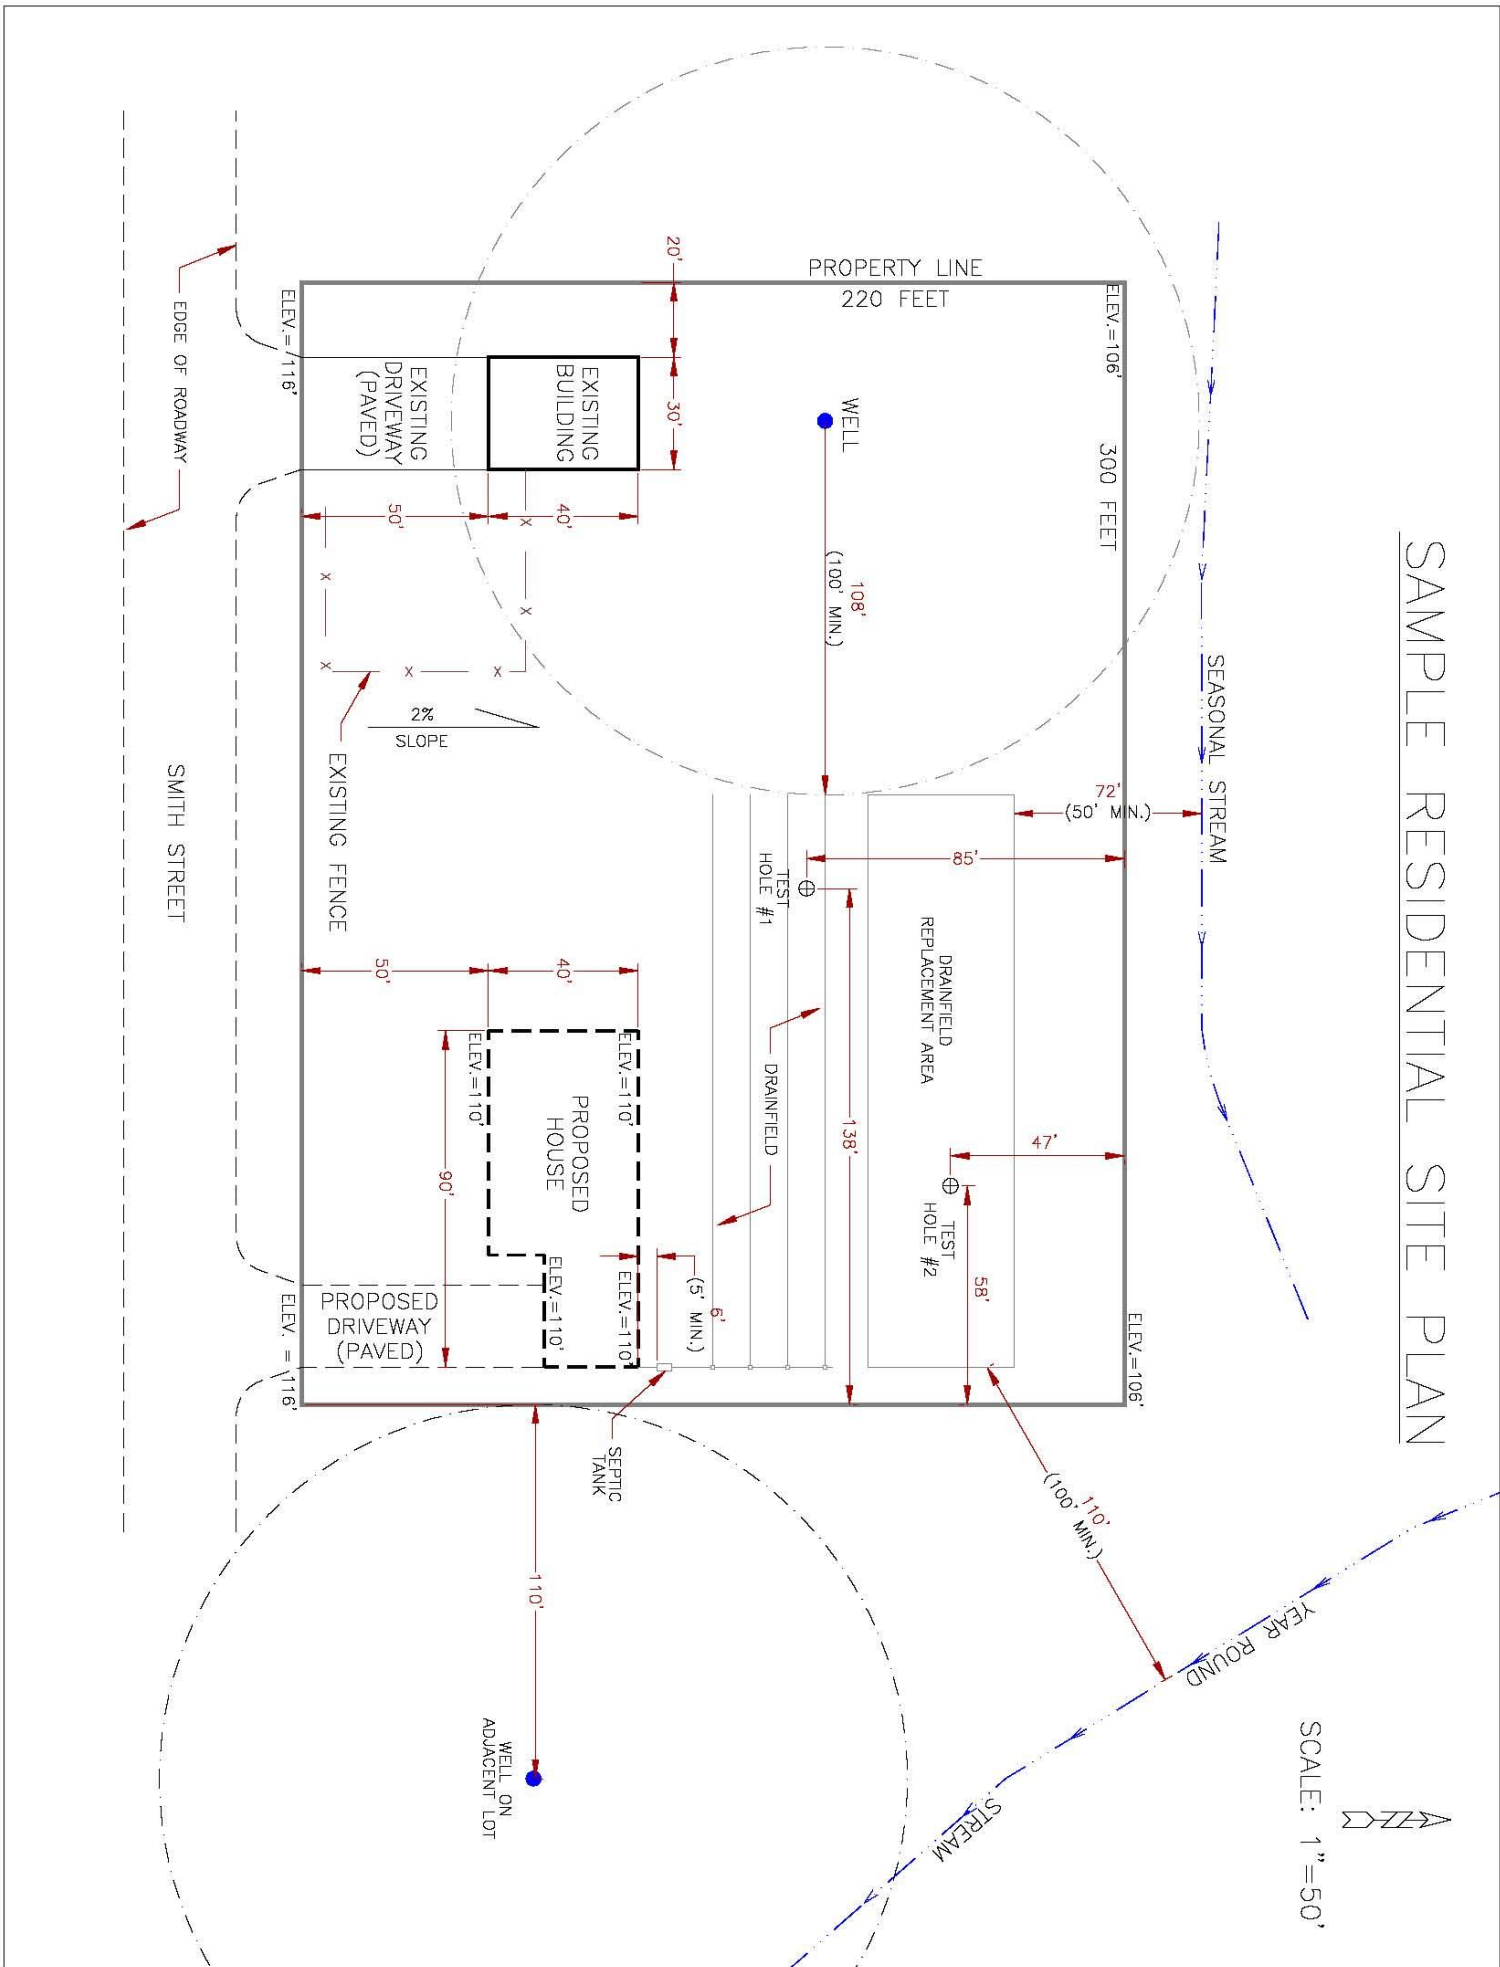 SAMPLE RESIDENTIAL SITE PLAN
SCALE: 1"=50'
N
SEASONAL STREAM
YEAR ROUND
STREAM
PROPERTY LINE
220 FEET
300 FEET
ELEV.=106'
ELEV.=106'
ELEV.= 116'
ELEV. = 116'
20'
30'
EXISTING
BUILDING
EXISTING
DRIVEWAY
(PAVED)
50'
40'
WELL
108'
(100' MIN.)
72'
(50' MIN.)
85'
TEST
HOLE #1
DRAINFIELD
REPLACEMENT AREA
138'
47'
TEST
HOLE #2
58'
DRAINFIELD
X
X
X
X
X
X
2%
SLOPE
EXISTING FENCE
50'
40'
ELEV.=110'
ELEV.=110'
PROPOSED
HOUSE
ELEV.=110'
ELEV.=110'
90'
6'
(5' MIN.)
PROPOSED
DRIVEWAY
(PAVED)
SEPTIC
TANK
110'
(100' MIN.)
110'
WELL ON
ADJACENT LOT
EDGE OF ROADWAY
SMITH STREET